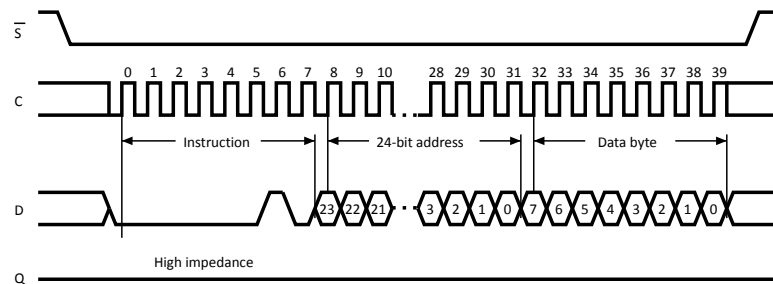 S
0 1 2 3 4 5 6 7 8 9 10 28 29 30 31 32 33 34 35 36 37 38 39
C
Instruction 24-bit address Data byte
D 23 22 21 3 2 1 0 7 6 5 4 3 2 1 0
High impedance
Q